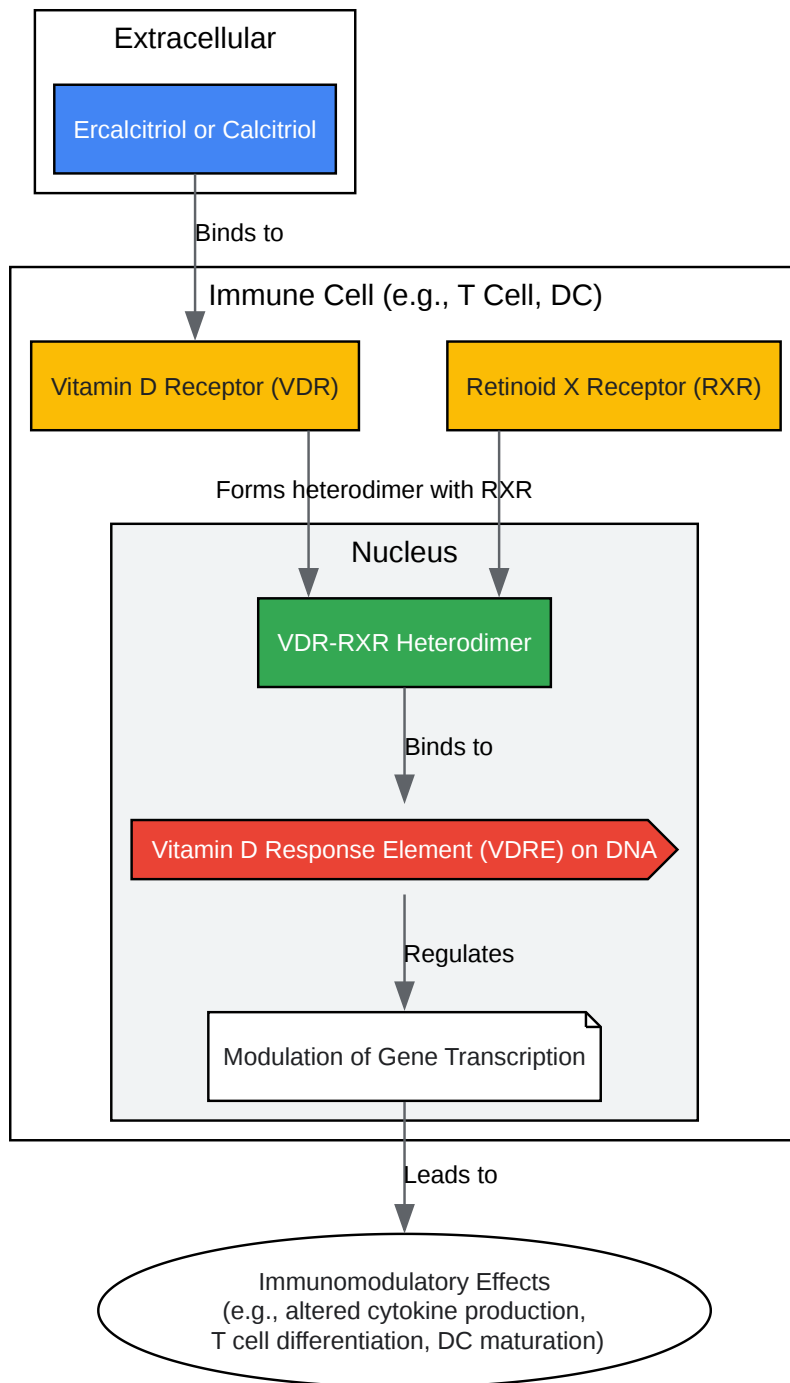 Extracellular
Ercalcitriol or Calcitriol
Binds to
Immune Cell (e.g., T Cell, DC)
Vitamin D Receptor (VDR)
Retinoid X Receptor (RXR)
Forms heterodimer with RXR
Nucleus
VDR-RXR Heterodimer
Binds to
Vitamin D Response Element (VDRE) on DNA
Regulates
Modulation of Gene Transcription
Leads to
Immunomodulatory Effects
(e.g., altered cytokine production,
T cell differentiation, DC maturation)